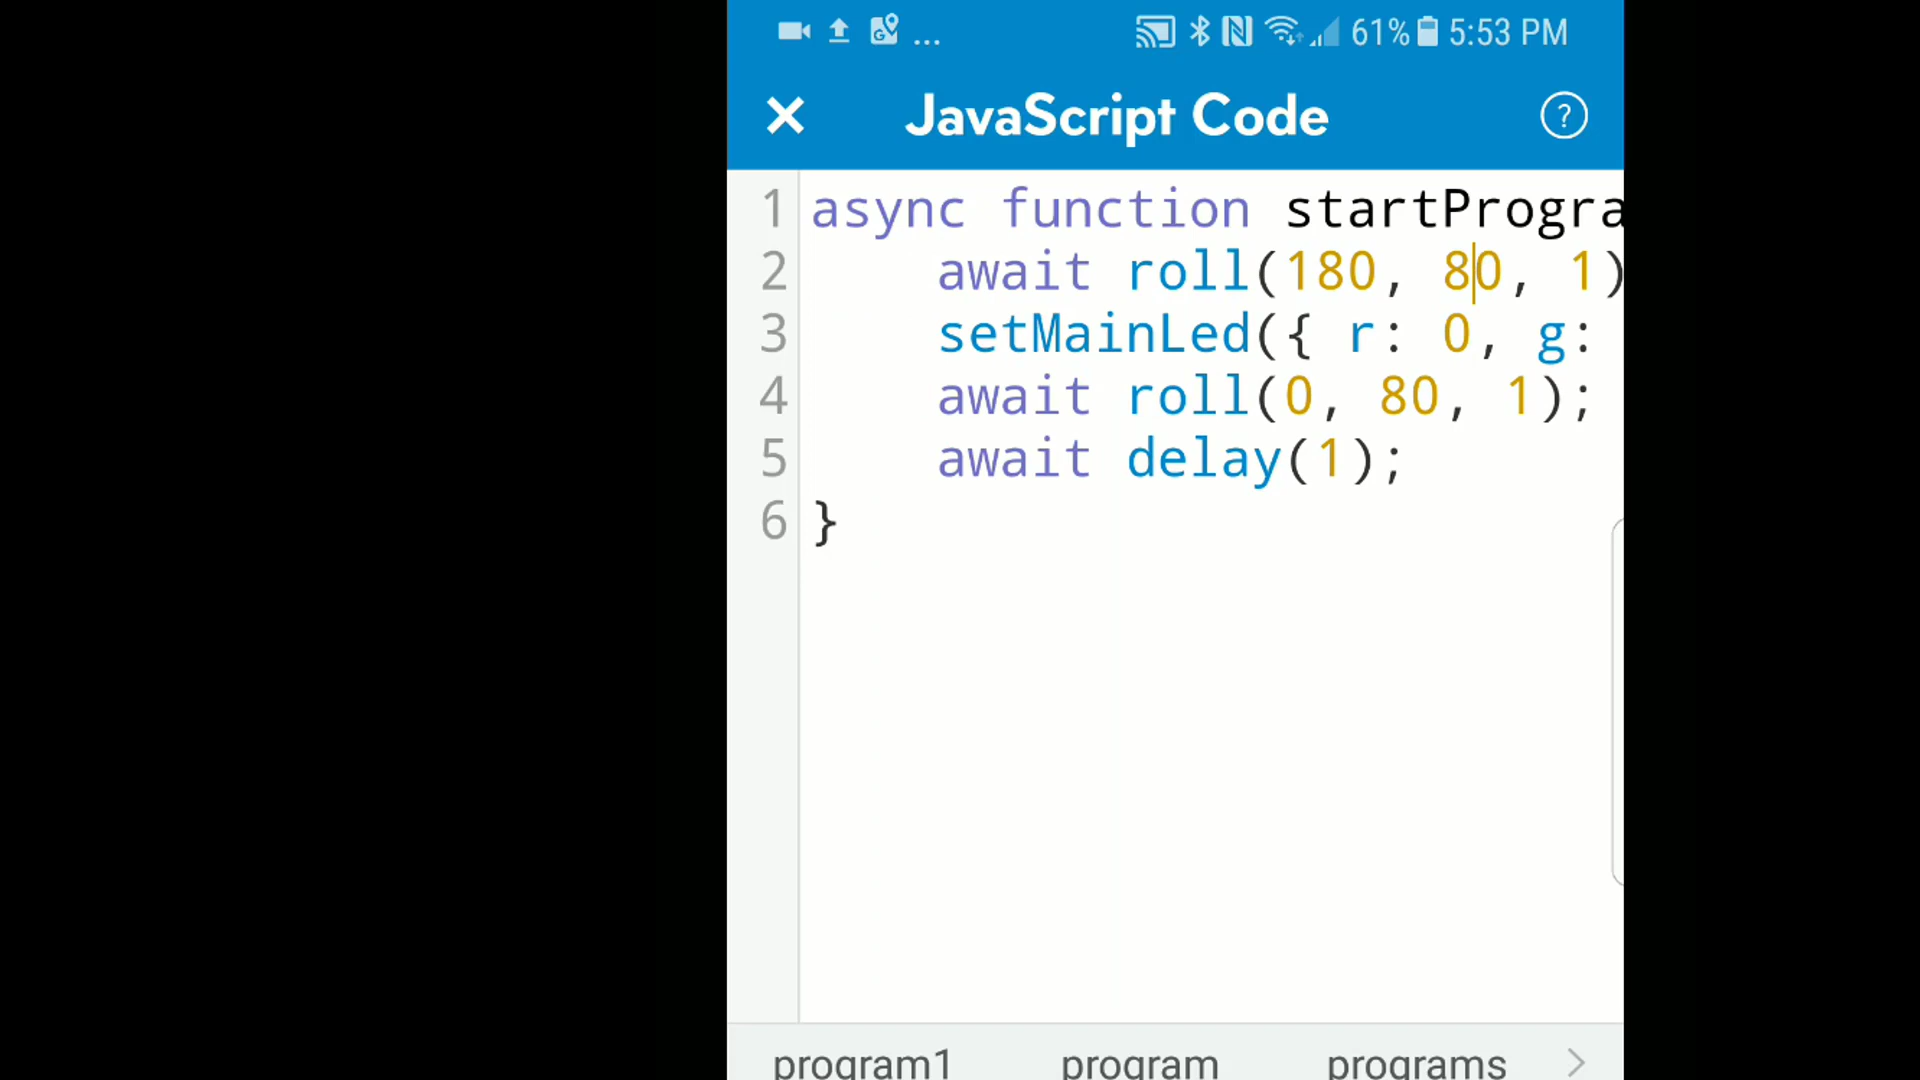 ... 61% 5:53 PM
JavaScript Code ?
1 async function startProgra
2     await roll(180, 80, 1)
3     setMainLed({ r: 0, g:
4     await roll(0, 80, 1);
5     await delay(1);
6 }
program1 program programs